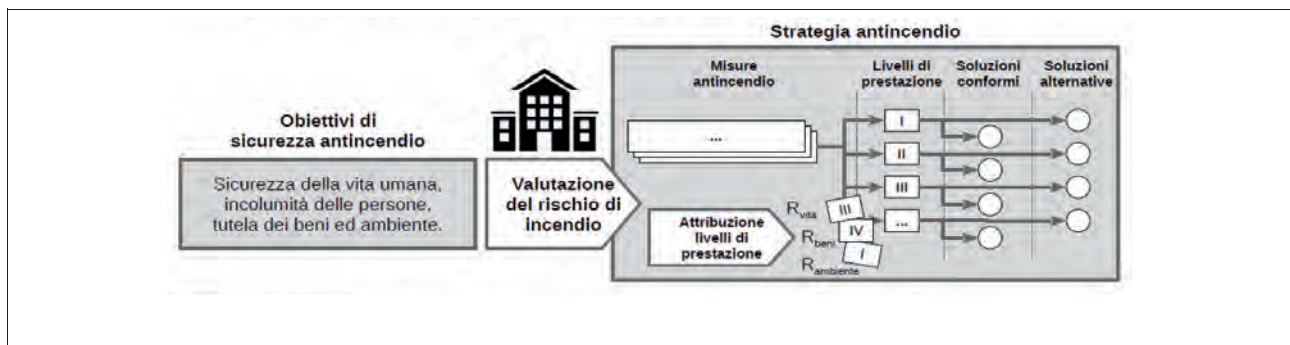 Strategia antincendio
Misure
antincendio
Livelli di
prestazione
Soluzioni
conformi
Soluzioni
alternative
Obiettivi di
sicurezza antincendio
Sicurezza della vita umana,
incolumità delle persone,
tutela dei beni ed ambiente.
Valutazione
del rischio di
incendio
...
I
II
III
...
Attribuzione
livelli di
prestazione
Rvita
Rbeni
Rambiente
III
IV
I